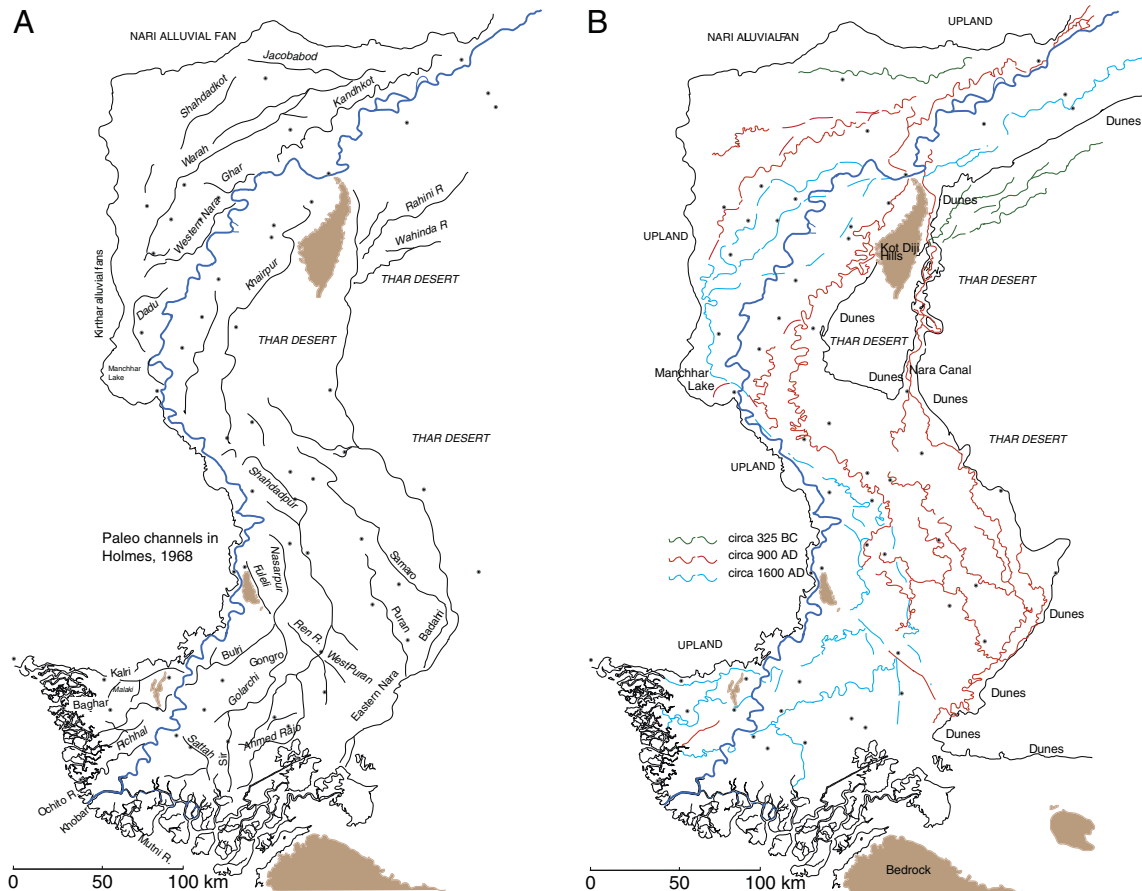 A
NARI ALLUVIAL FAN
Jacobabod
Shahdadkot
Kandhkot
Warah
Ghar
Western Nara
Rahini R
Wahinda R
Khairpur
THAR DESERT
Kirthar alluvial fans
Dadu
THAR DESERT
Manchhar
Lake
THAR DESERT
Shahdadpur
Paleo channels in
Holmes, 1968
Nasarpur
Fuleli
Samaro
Puran
Badahri
Ren R.
West Puran
Bulri
Gongro
Kalri
Malaki
Baghar
Golarchi
Eastern Nara
Rchhal
Sattah
Sir
Ahmed Rajo
Ochito R.
Khobar
Mutni R.
0 50 100 km
B
UPLAND
NARI ALLUVIAL FAN
Dunes
Dunes
UPLAND
Kot Diji
Hills
THAR DESERT
Dunes
THAR DESERT
Manchhar
Lake
Dunes
Nara Canal
Dunes
THAR DESERT
UPLAND
circa 325 BC
circa 900 AD
circa 1600 AD
Dunes
UPLAND
Dunes
Dunes
Dunes
Bedrock
0 50 100 km